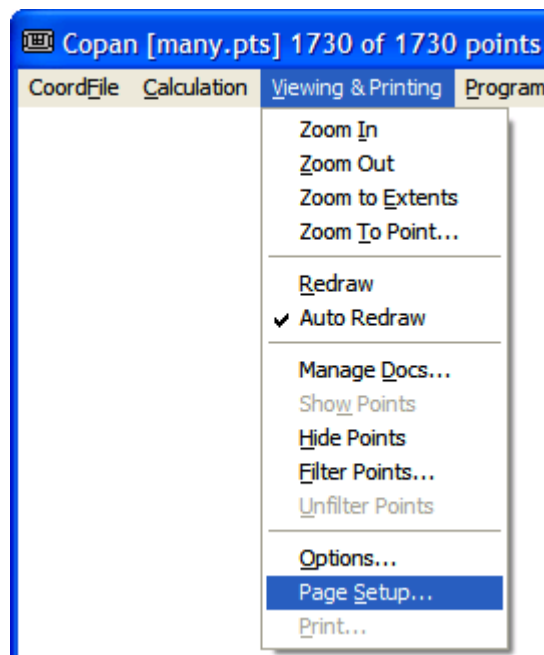 Copan [many.pts] 1730 of 1730 points
CoordFile Calculation Viewing & Printing Program
Zoom In
Zoom Out
Zoom to Extents
Zoom To Point...
Redraw
Auto Redraw
Manage Docs...
Show Points
Hide Points
Filter Points...
Unfilter Points
Options...
Page Setup...
Print...